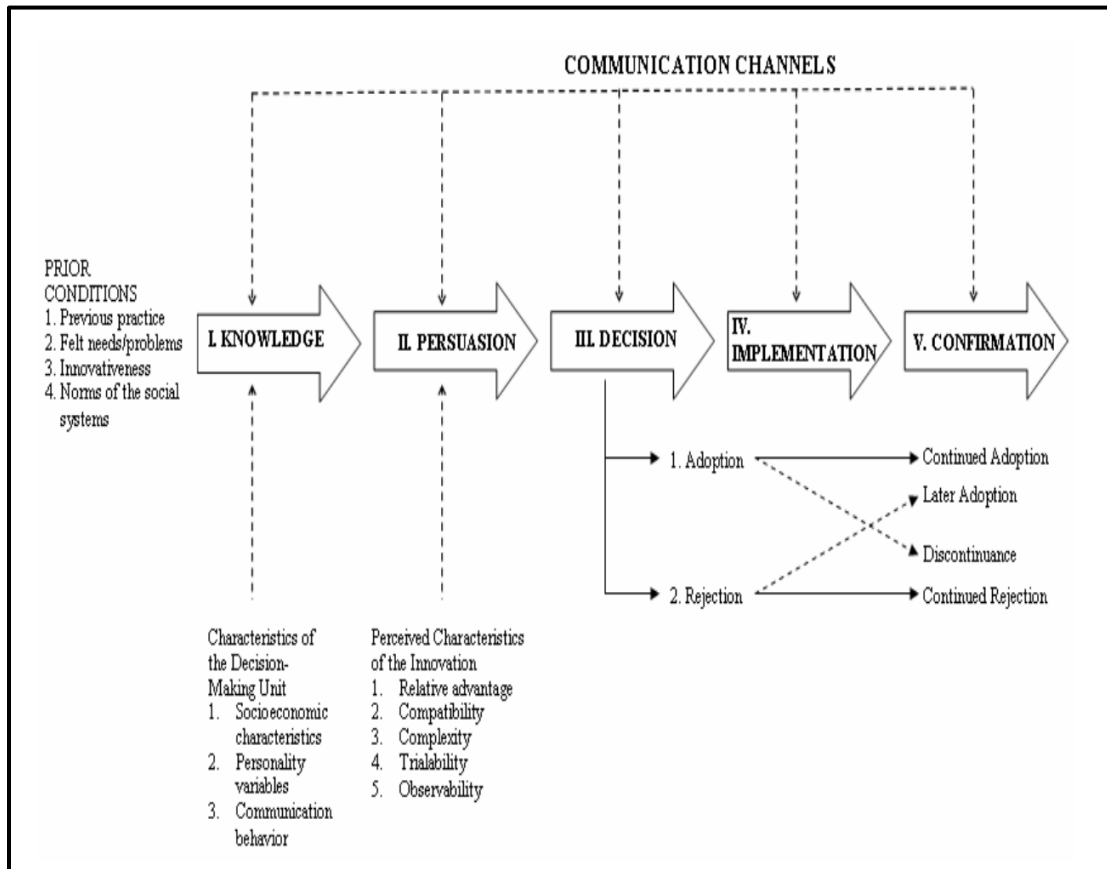 COMMUNICATION CHANNELS
PRIOR
CONDITIONS
1. Previous practice
2. Felt needs/problems
3. Innovativeness
4. Norms of the social
systems
I. KNOWLEDGE
II. PERSUASION
III. DECISION
IV.
IMPLEMENTATION
V. CONFIRMATION
1. Adoption
2. Rejection
Continued Adoption
Later Adoption
Discontinuance
Continued Rejection
Characteristics of
the Decision-
Making Unit
1. Socioeconomic
characteristics
2. Personality
variables
3. Communication
behavior
Perceived Characteristics
of the Innovation
1. Relative advantage
2. Compatibility
3. Complexity
4. Trialability
5. Observability